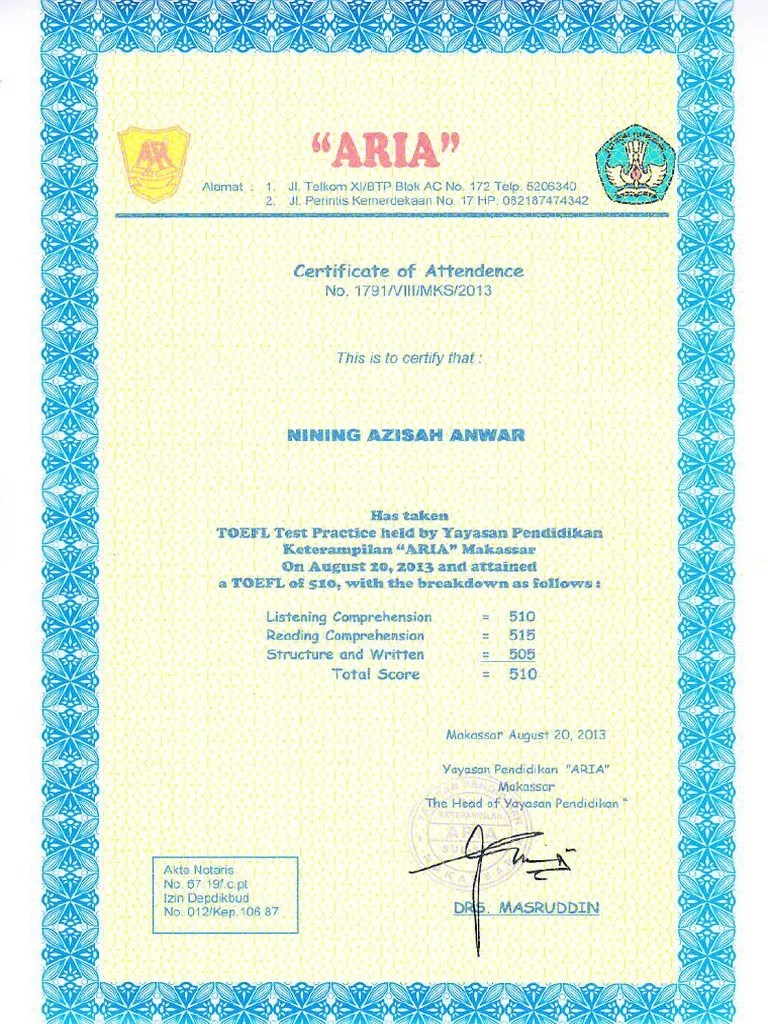 AR
"ARIA"
Alamat : 1. Jl. Telkom XI/BTP Blok AC No. 172 Telp. 5206340
2. Jl. Perintis Kemerdekaan No. 17 HP. 082187474342
Certificate of Attendence
No. 1791/VIII/MKS/2013
This is to certify that :
NINING AZISAH ANWAR
Has taken
TOEFL Test Practice held by Yayasan Pendidikan
Keterampilan "ARIA" Makassar
On August 20, 2013 and attained
a TOEFL of 510, with the breakdown as follows :
Listening Comprehension = 510
Reading Comprehension = 515
Structure and Written = 505
Total Score = 510
Makassar August 20, 2013
Yayasan Pendidikan "ARIA"
Makassar
The Head of Yayasan Pendidikan "
KETERAMPILAN
ARIA
DRS. MASRUDDIN
Akte Notaris
No. 67.19f.c.pt
Izin Depdikbud
No. 012/Kep.106 87